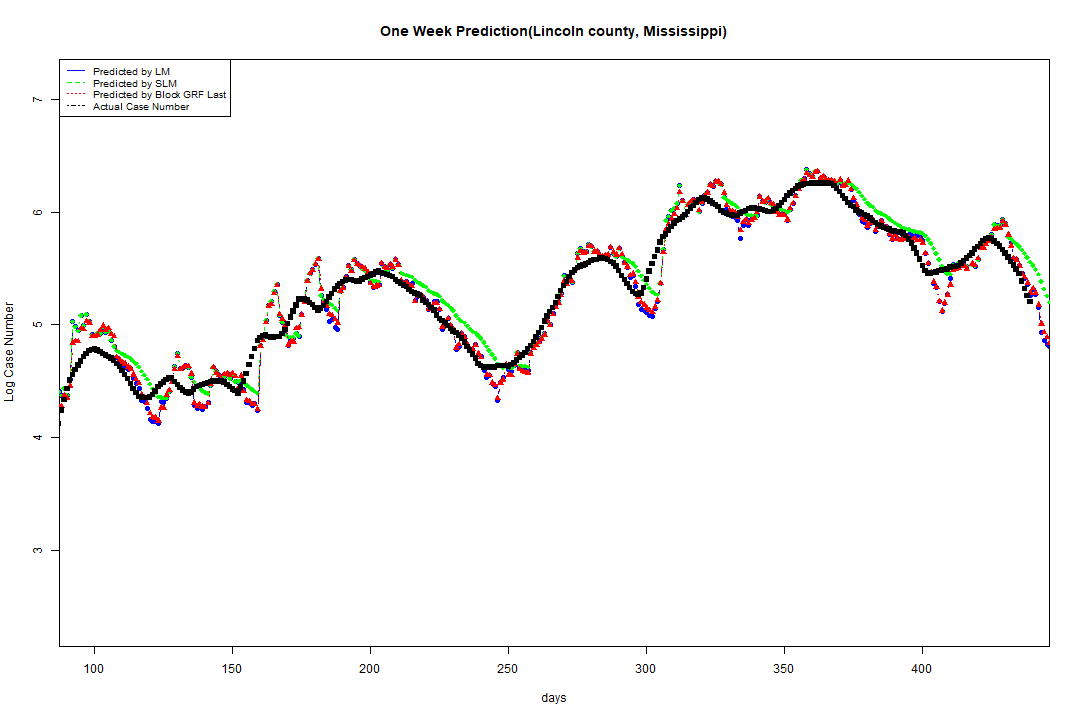 One Week Prediction(Lincoln county, Mississippi)
Predicted by LM
Predicted by SLM
Predicted by Block GRF Last
Actual Case Number
7
6
5
4
3
Log Case Number
100 150 200 250 300 350 400
days